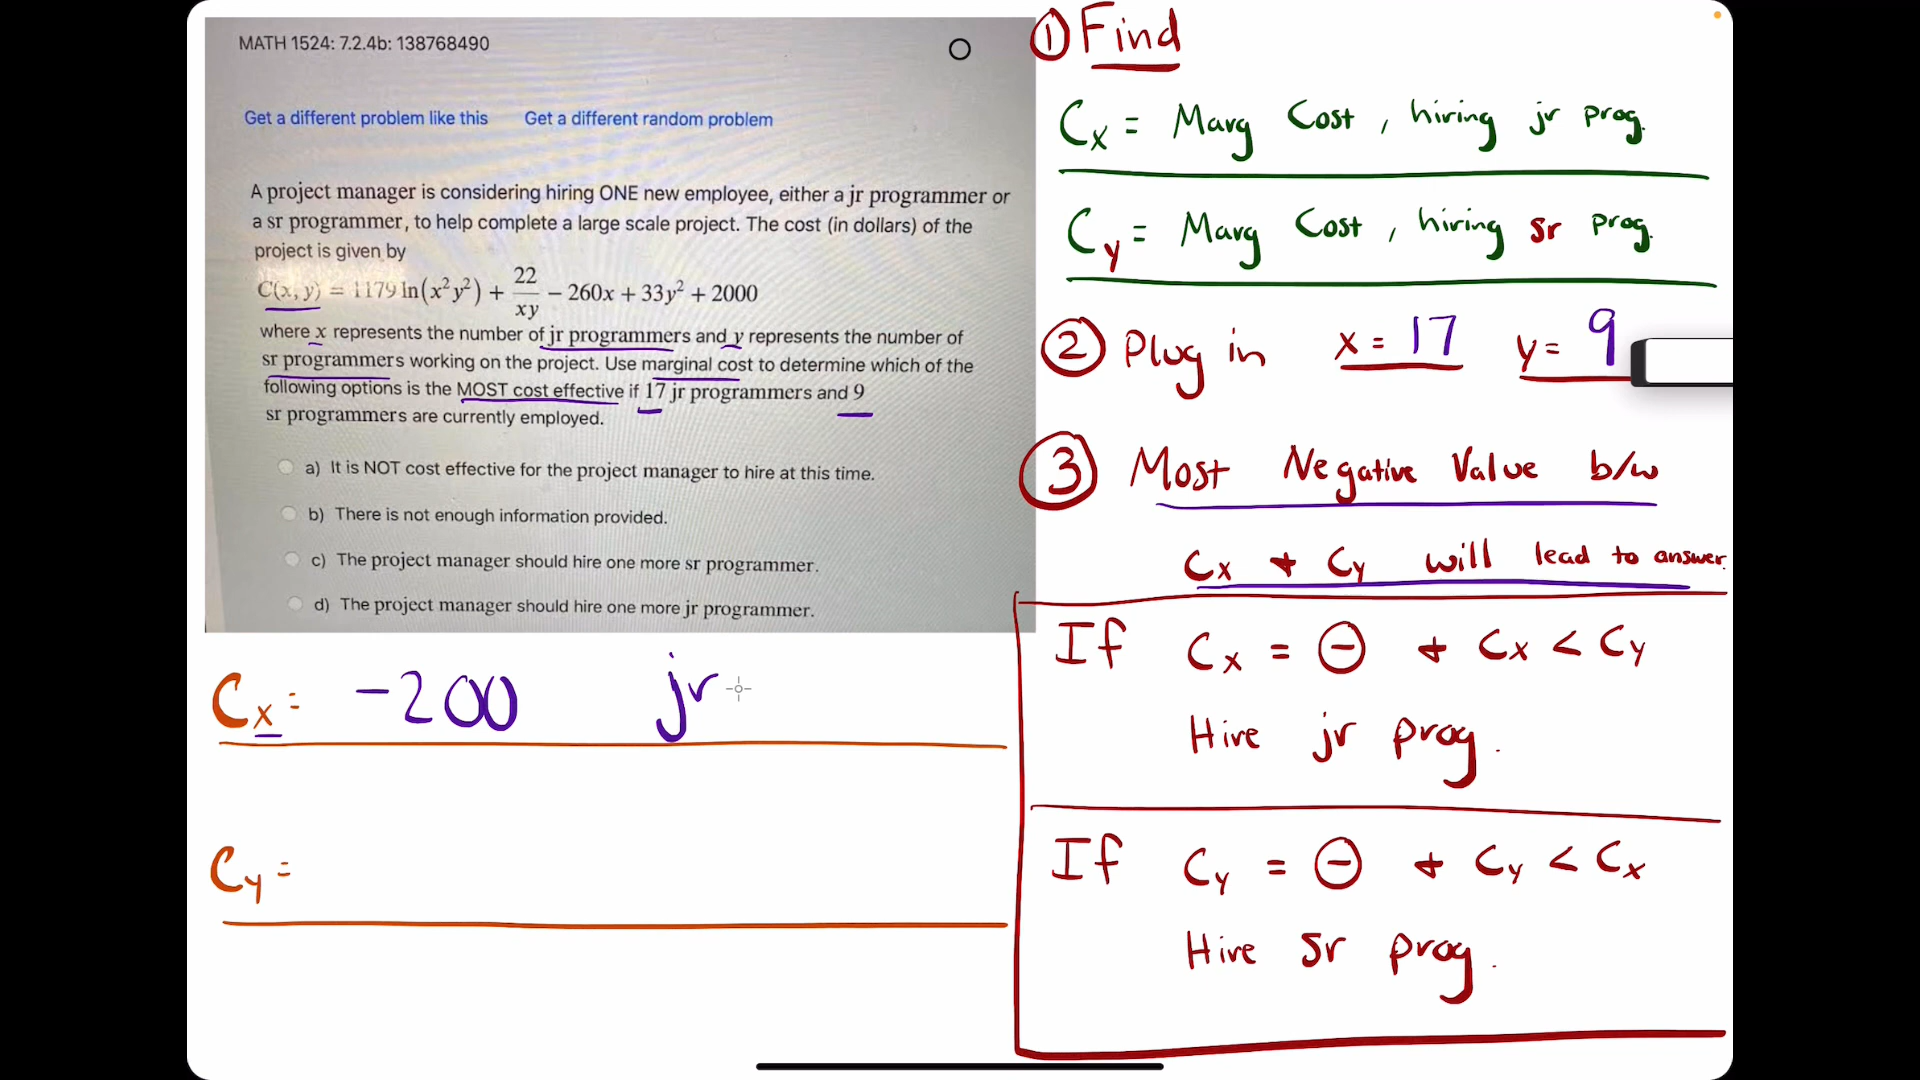 MATH 1524: 7.2.4b: 138768490
Get a different problem like this Get a different random problem
A project manager is considering hiring ONE new employee, either a jr programmer or
a sr programmer, to help complete a large scale project. The cost (in dollars) of the
project is given by
C(x, y) = 1179 ln(x²y²) + 22/xy − 260x + 33y² + 2000
where x represents the number of jr programmers and y represents the number of
sr programmers working on the project. Use marginal cost to determine which of the
following options is the MOST cost effective if 17 jr programmers and 9
sr programmers are currently employed.
a) It is NOT cost effective for the project manager to hire at this time.
b) There is not enough information provided.
c) The project manager should hire one more sr programmer.
d) The project manager should hire one more jr programmer.
Cx = -200 jr
Cy =
① Find
Cx = Marg Cost, hiring jr prog.
Cy = Marg Cost, hiring sr prog.
② Plug in x = 17 y = 9
③ Most Negative Value b/w
Cx + Cy will lead to answer.
If Cx = ⊖ + Cx < Cy
Hire jr prog.
If Cy = ⊖ + Cy < Cx
Hire sr prog.